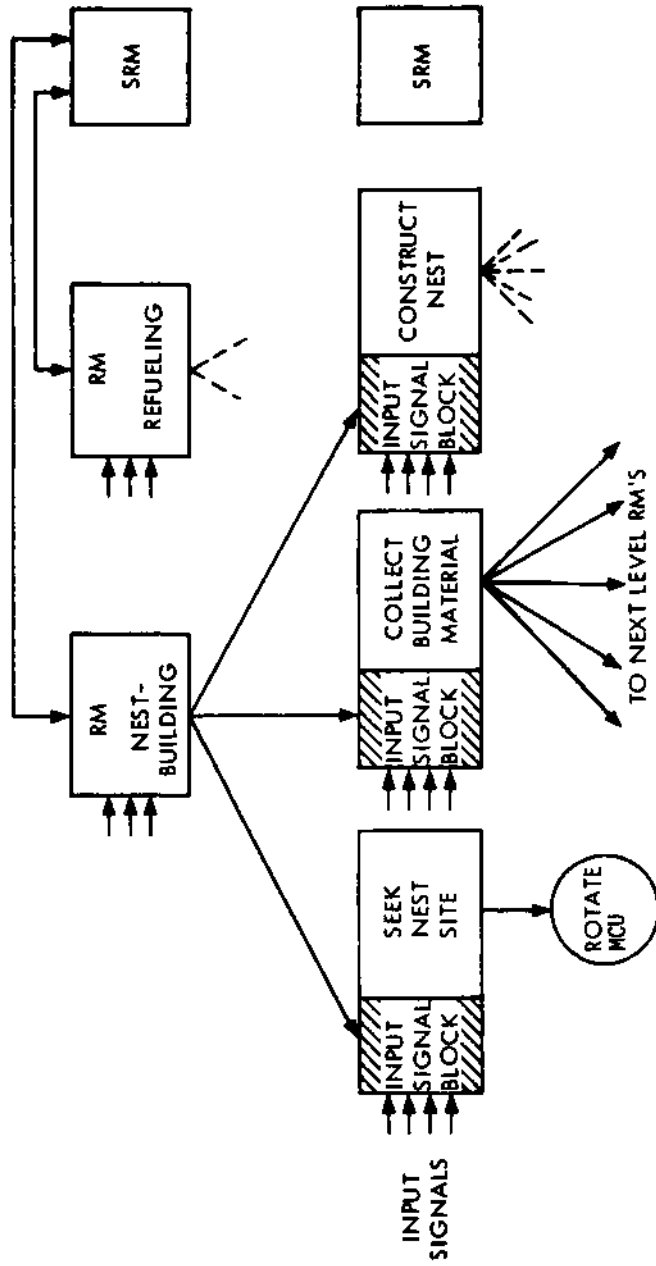 RM
NEST-
BUILDING
RM
REFUELING
SRM
INPUT
SIGNALS
INPUT
SIGNAL
BLOCK
SEEK
NEST
SITE
INPUT
SIGNAL
BLOCK
COLLECT
BUILDING
MATERIAL
INPUT
SIGNAL
BLOCK
CONSTRUCT
NEST
SRM
ROTATE
MCU
TO NEXT LEVEL RM'S